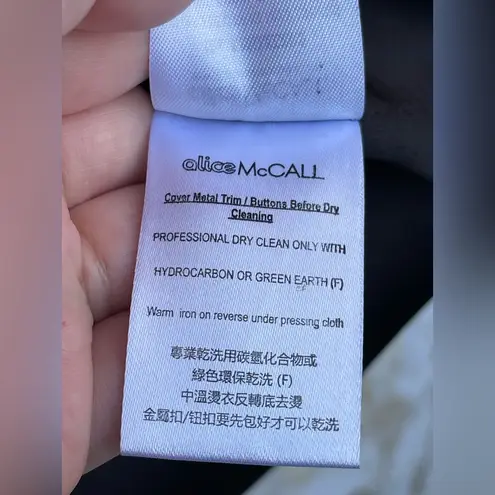 alice McCALL
Cover Metal Trim / Buttons Before Dry
Cleaning
PROFESSIONAL DRY CLEAN ONLY WITH
HYDROCARBON OR GREEN EARTH (F)
Warm iron on reverse under pressing cloth
專業乾洗用碳氫化合物或
綠色環保乾洗 (F)
中溫燙衣反轉底去燙
金屬扣/鈕扣要先包好才可以乾洗